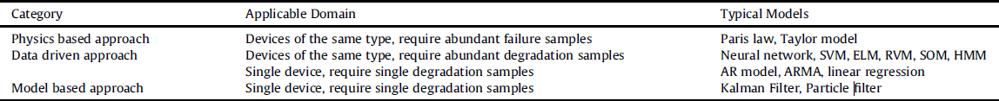 Category Applicable Domain Typical Models
Physics based approach Devices of the same type, require abundant failure samples Paris law, Taylor model
Data driven approach Devices of the same type, require abundant degradation samples Neural network, SVM, ELM, RVM, SOM, HMM
Single device, require single degradation samples AR model, ARMA, linear regression
Model based approach Single device, require single degradation samples Kalman Filter, Particle filter